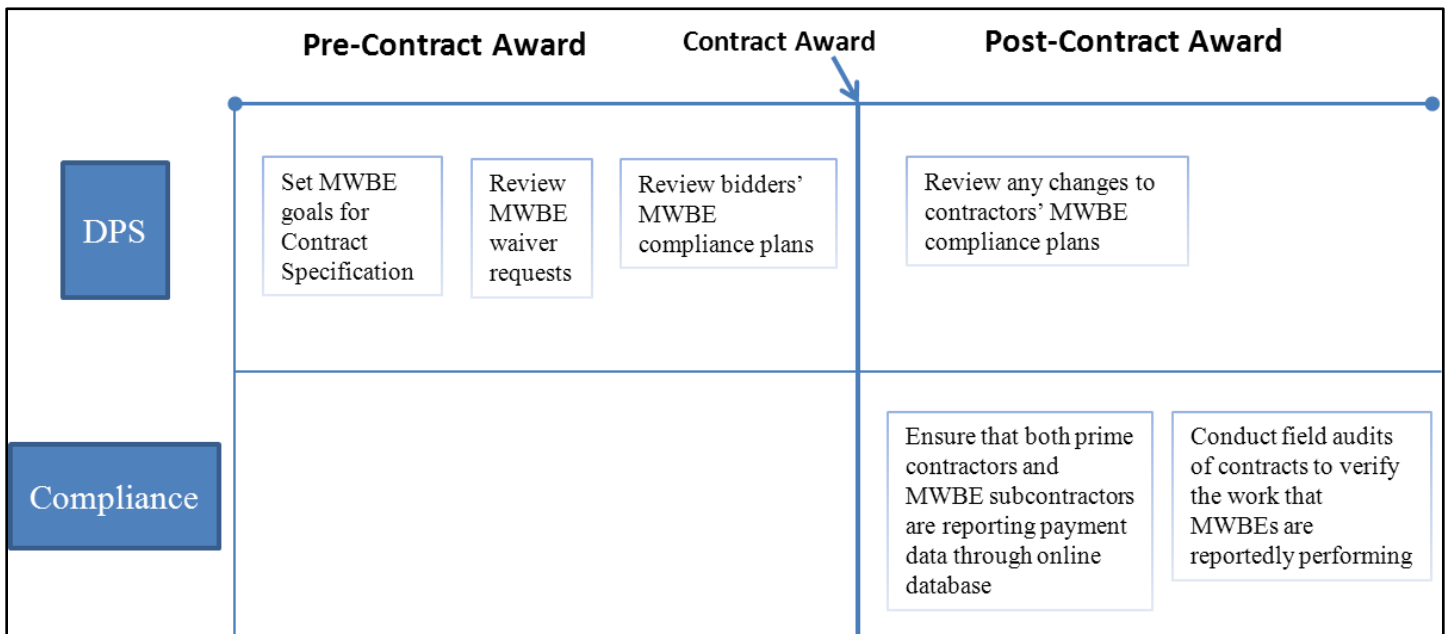 Pre-Contract Award
Contract Award
Post-Contract Award
DPS
Set MWBE
goals for
Contract
Specification
Review
MWBE
waiver
requests
Review bidders’
MWBE
compliance plans
Review any changes to
contractors’ MWBE
compliance plans
Compliance
Ensure that both prime
contractors and
MWBE subcontractors
are reporting payment
data through online
database
Conduct field audits
of contracts to verify
the work that
MWBEs are
reportedly performing